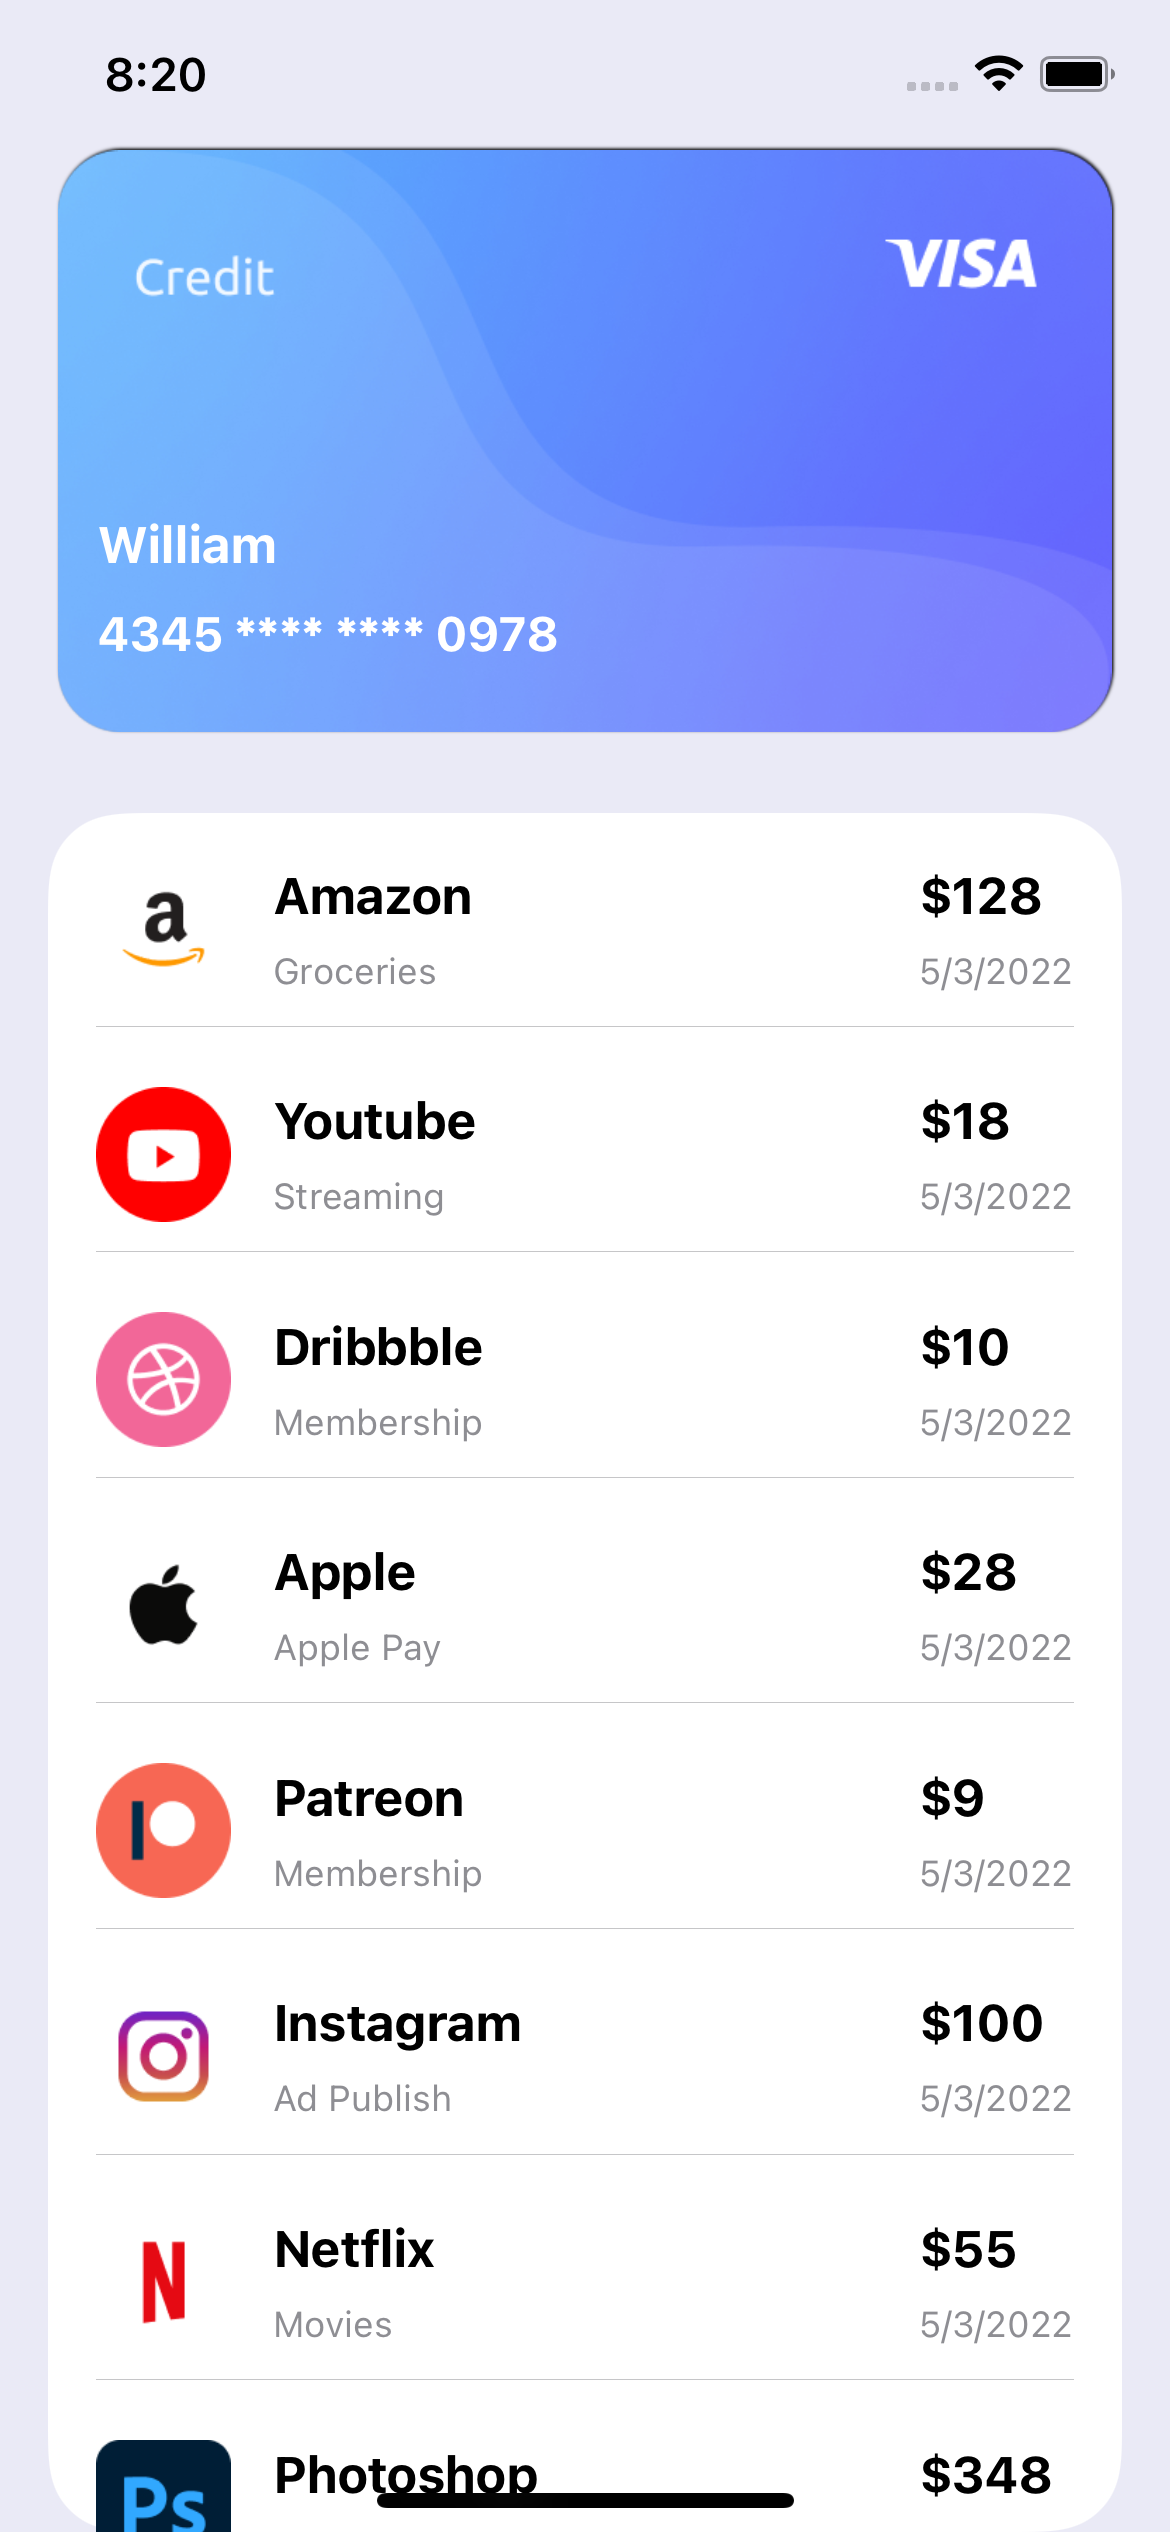 8:20
Credit
VISA
William
4345 **** **** 0978
a
Amazon
$128
Groceries
5/3/2022
Youtube
$18
Streaming
5/3/2022
Dribbble
$10
Membership
5/3/2022
Apple
$28
Apple Pay
5/3/2022
Patreon
$9
Membership
5/3/2022
Instagram
$100
Ad Publish
5/3/2022
N
Netflix
$55
Movies
5/3/2022
Ps
Photoshop
$348